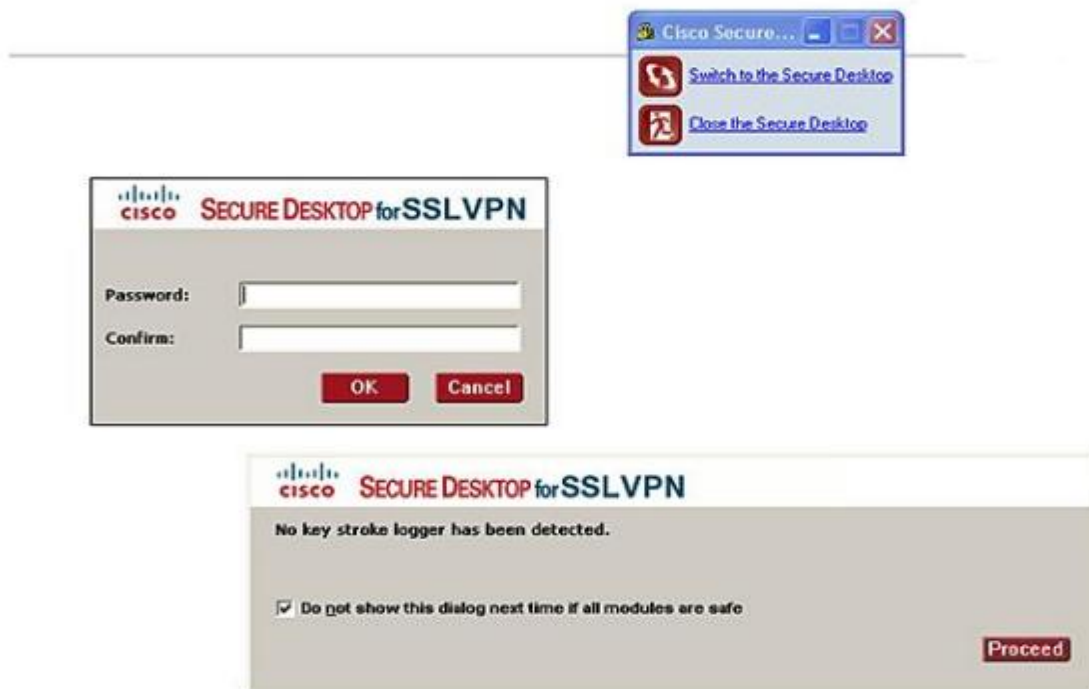 Cisco Secure...
Switch to the Secure Desktop
Close the Secure Desktop
CISCO SECURE DESKTOP for SSLVPN
Password:
Confirm:
OK Cancel
CISCO SECURE DESKTOP for SSLVPN
No key stroke logger has been detected.
Do not show this dialog next time if all modules are safe
Proceed